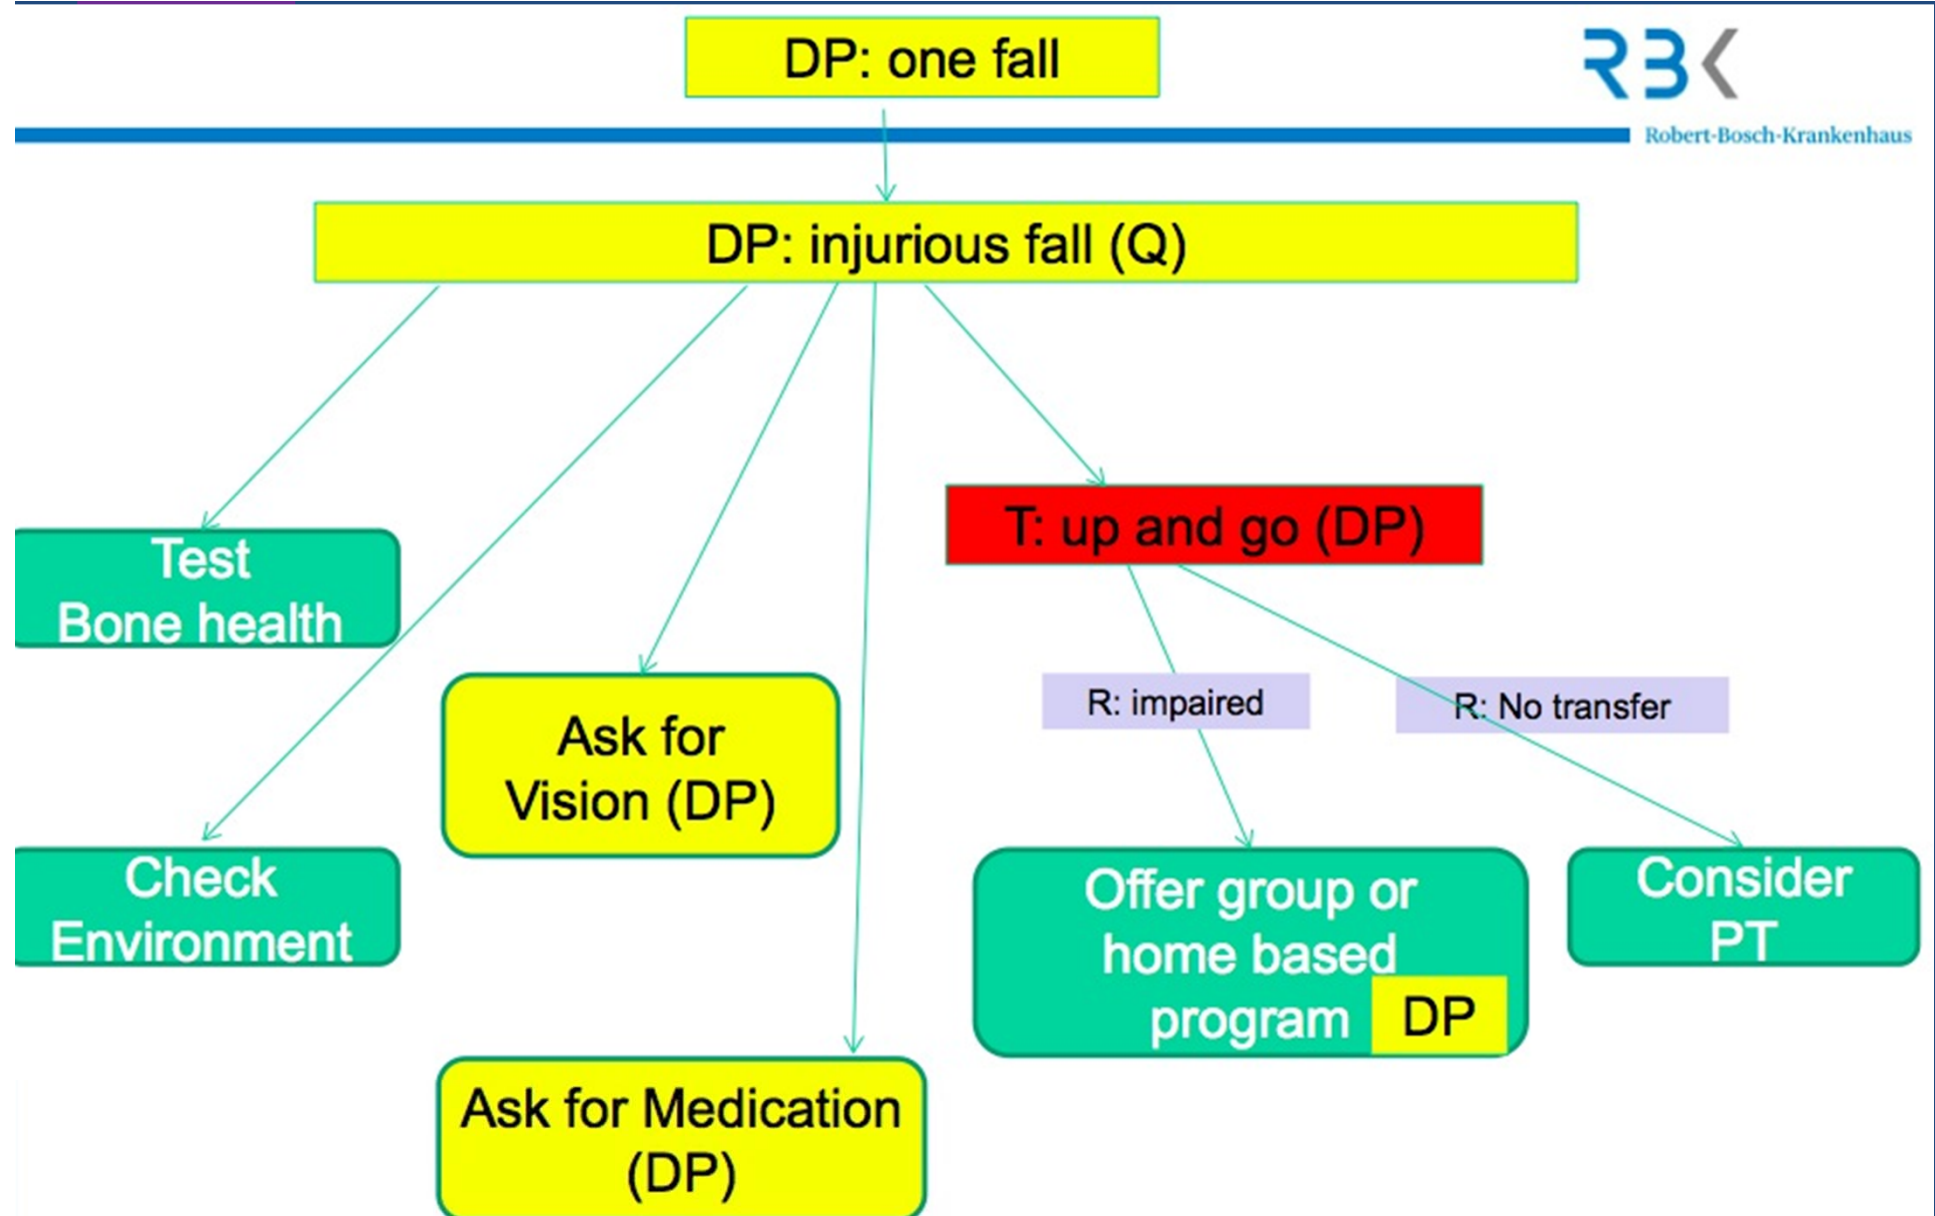 DP: one fall
RBK
Robert-Bosch-Krankenhaus
DP: injurious fall (Q)
T: up and go (DP)
Test
Bone health
R: impaired
R: No transfer
Ask for
Vision (DP)
Check
Environment
Offer group or
home based
program DP
Consider
PT
Ask for Medication
(DP)